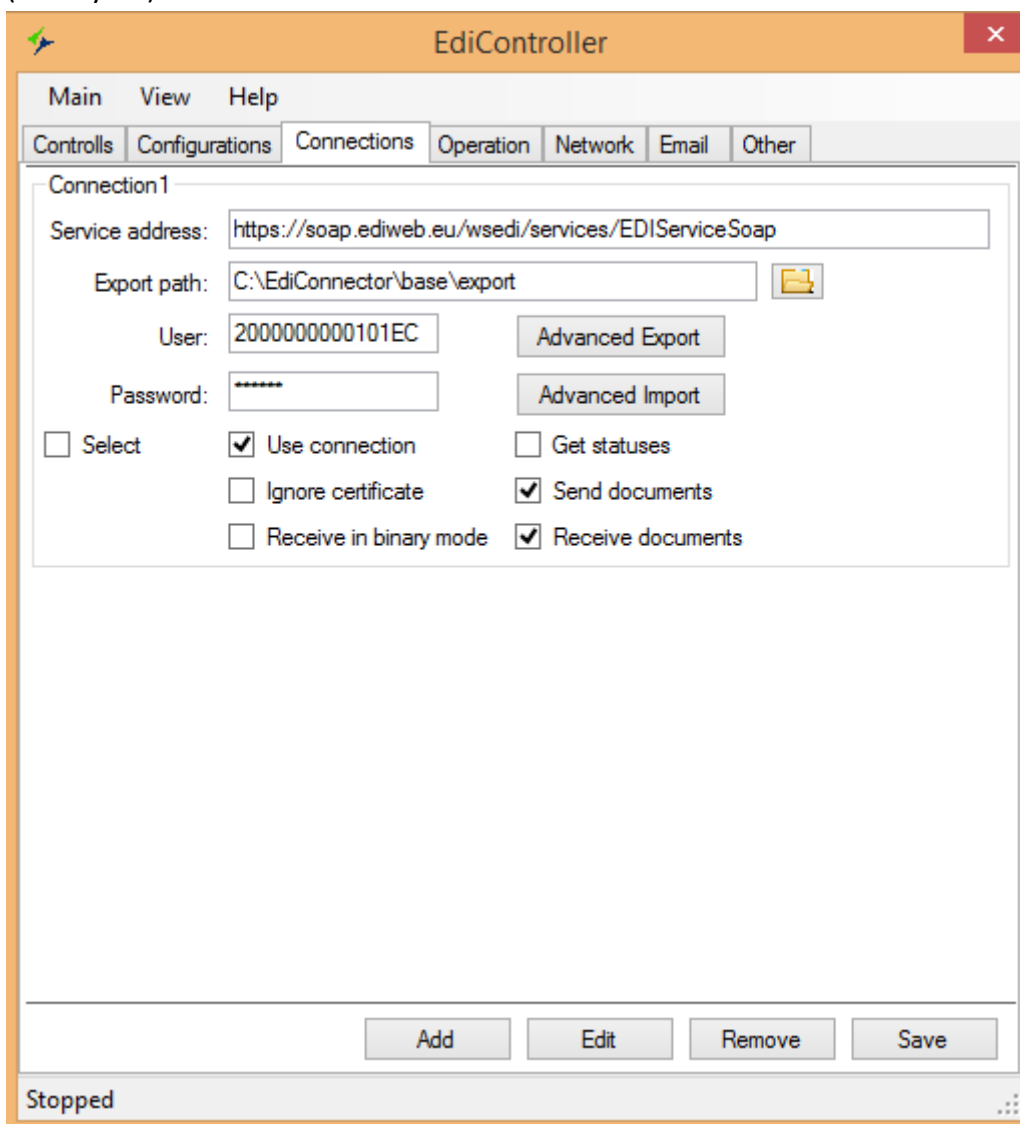 EdiController
Main View Help
Controlls Configurations Connections Operation Network Email Other
Connection1
Service address: https://soap.ediweb.eu/wsedi/services/EDIServiceSoap
Export path: C:\EdiConnector\base\export
User: 2000000000101EC Advanced Export
Password: ****** Advanced Import
Select Use connection Get statuses
Ignore certificate Send documents
Receive in binary mode Receive documents
Add Edit Remove Save
Stopped